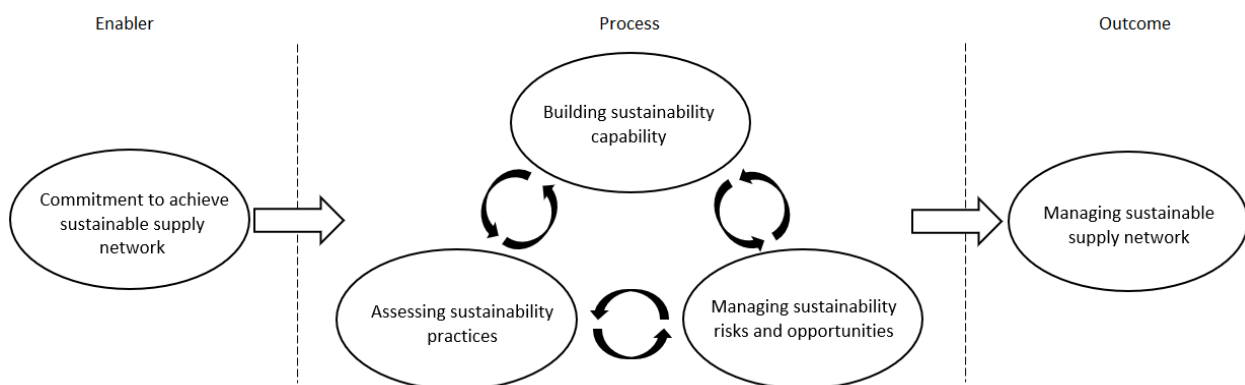 Enabler
Process
Outcome
Commitment to achieve
sustainable supply
network
Building sustainability
capability
Assessing sustainability
practices
Managing sustainability
risks and opportunities
Managing sustainable
supply network